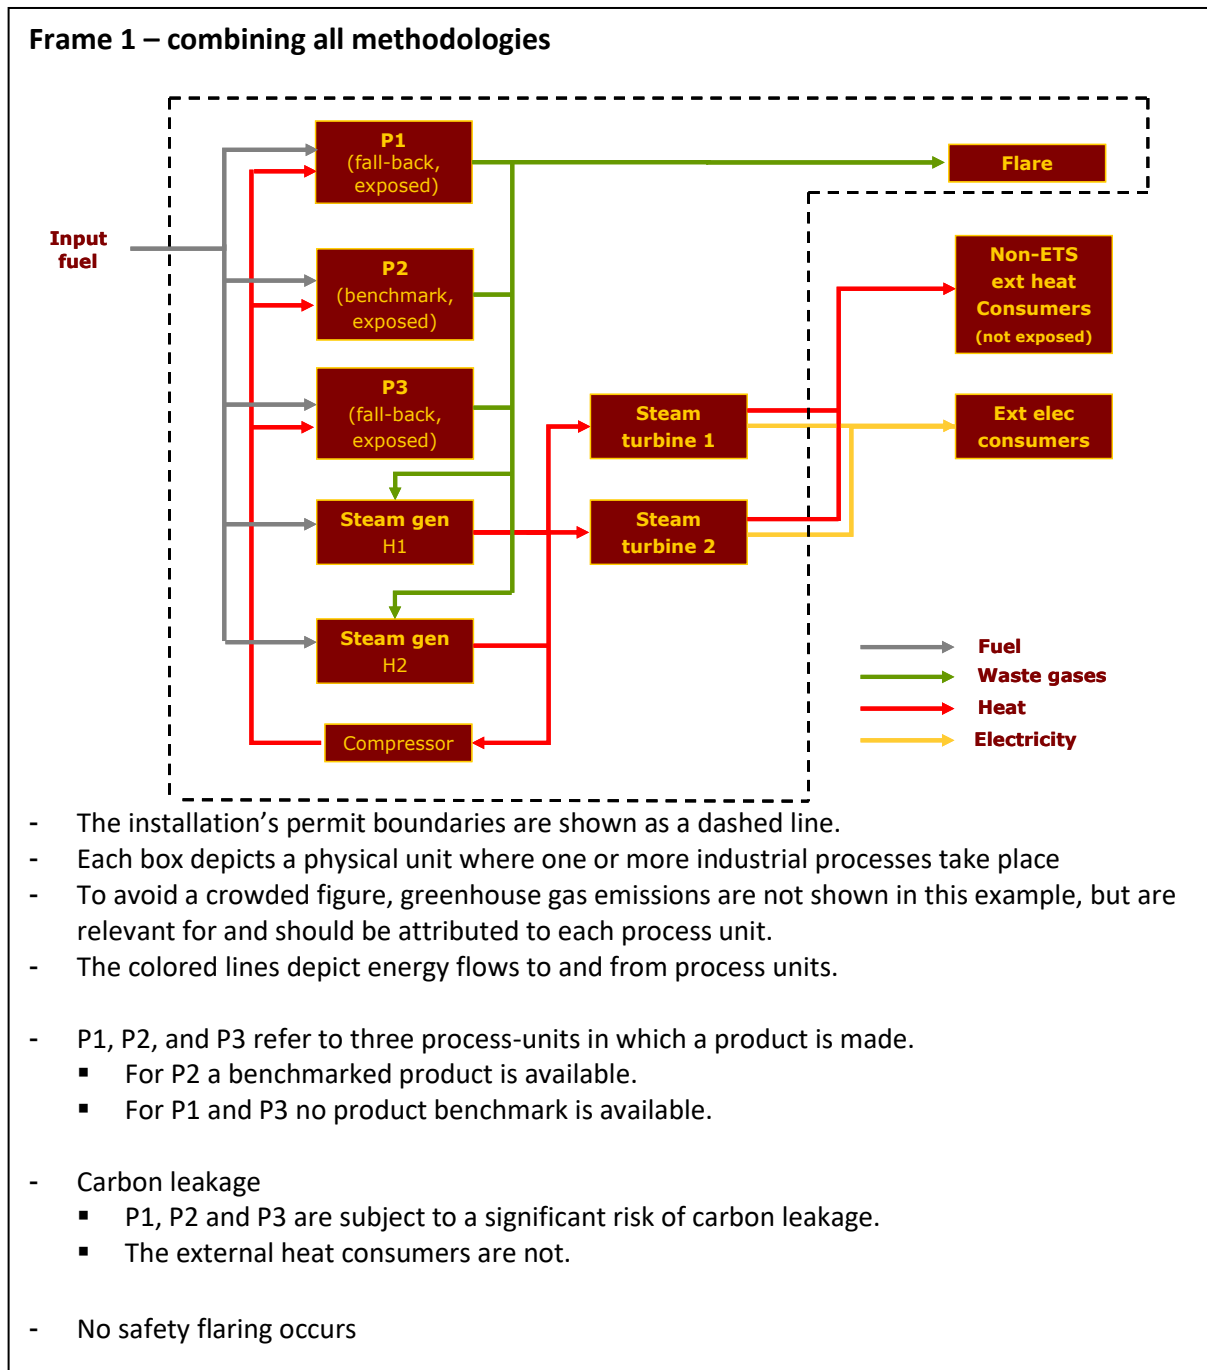 Frame 1 – combining all methodologies
P1
(fall-back,
exposed)
Flare
Input
fuel
P2
(benchmark,
exposed)
Non-ETS
ext heat
Consumers
(not exposed)
P3
(fall-back,
exposed)
Steam
turbine 1
Ext elec
consumers
Steam gen
H1
Steam
turbine 2
Steam gen
H2
Fuel
Waste gases
Heat
Electricity
Compressor
- The installation’s permit boundaries are shown as a dashed line.
- Each box depicts a physical unit where one or more industrial processes take place
- To avoid a crowded figure, greenhouse gas emissions are not shown in this example, but are
relevant for and should be attributed to each process unit.
- The colored lines depict energy flows to and from process units.
- P1, P2, and P3 refer to three process-units in which a product is made.
▪ For P2 a benchmarked product is available.
▪ For P1 and P3 no product benchmark is available.
- Carbon leakage
▪ P1, P2 and P3 are subject to a significant risk of carbon leakage.
▪ The external heat consumers are not.
- No safety flaring occurs